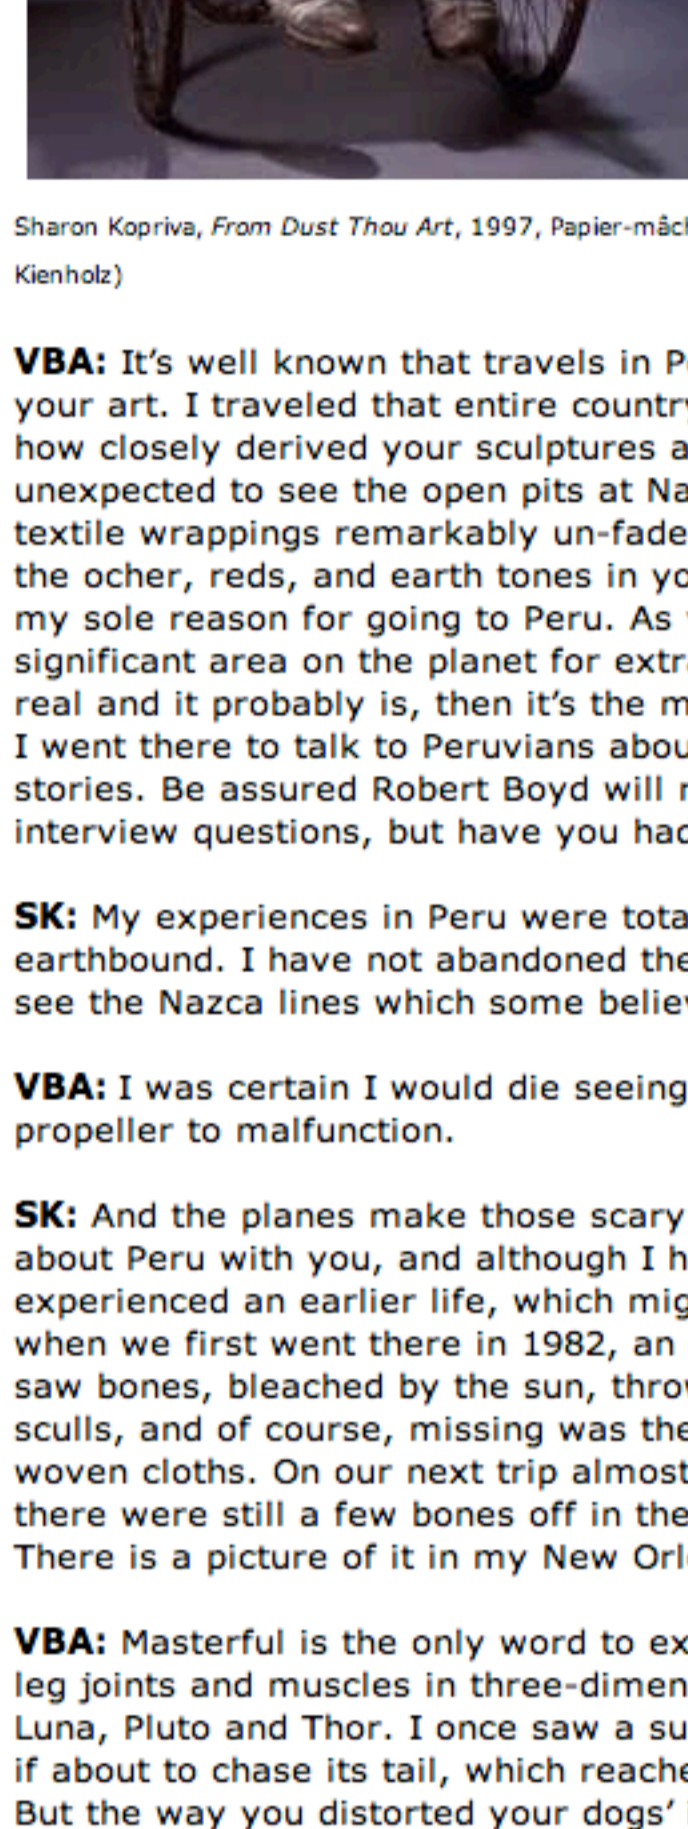 Sharon Kopriva, From Dust Thou Art, 1997, Papier-mâch
Kienholz)
VBA: It’s well known that travels in P
your art. I traveled that entire country
how closely derived your sculptures a
unexpected to see the open pits at Na
textile wrappings remarkably un-fade
the ocher, reds, and earth tones in yo
my sole reason for going to Peru. As
significant area on the planet for extra
real and it probably is, then it’s the m
I went there to talk to Peruvians abou
stories. Be assured Robert Boyd will r
interview questions, but have you had
SK: My experiences in Peru were tota
earthbound. I have not abandoned the
see the Nazca lines which some believ
VBA: I was certain I would die seeing
propeller to malfunction.
SK: And the planes make those scary
about Peru with you, and although I h
experienced an earlier life, which mig
when we first went there in 1982, an
saw bones, bleached by the sun, throw
sculls, and of course, missing was the
woven cloths. On our next trip almost
there were still a few bones off in the
There is a picture of it in my New Orl
VBA: Masterful is the only word to ex
leg joints and muscles in three-dimen
Luna, Pluto and Thor. I once saw a su
if about to chase its tail, which reache
But the way you distorted your dogs’